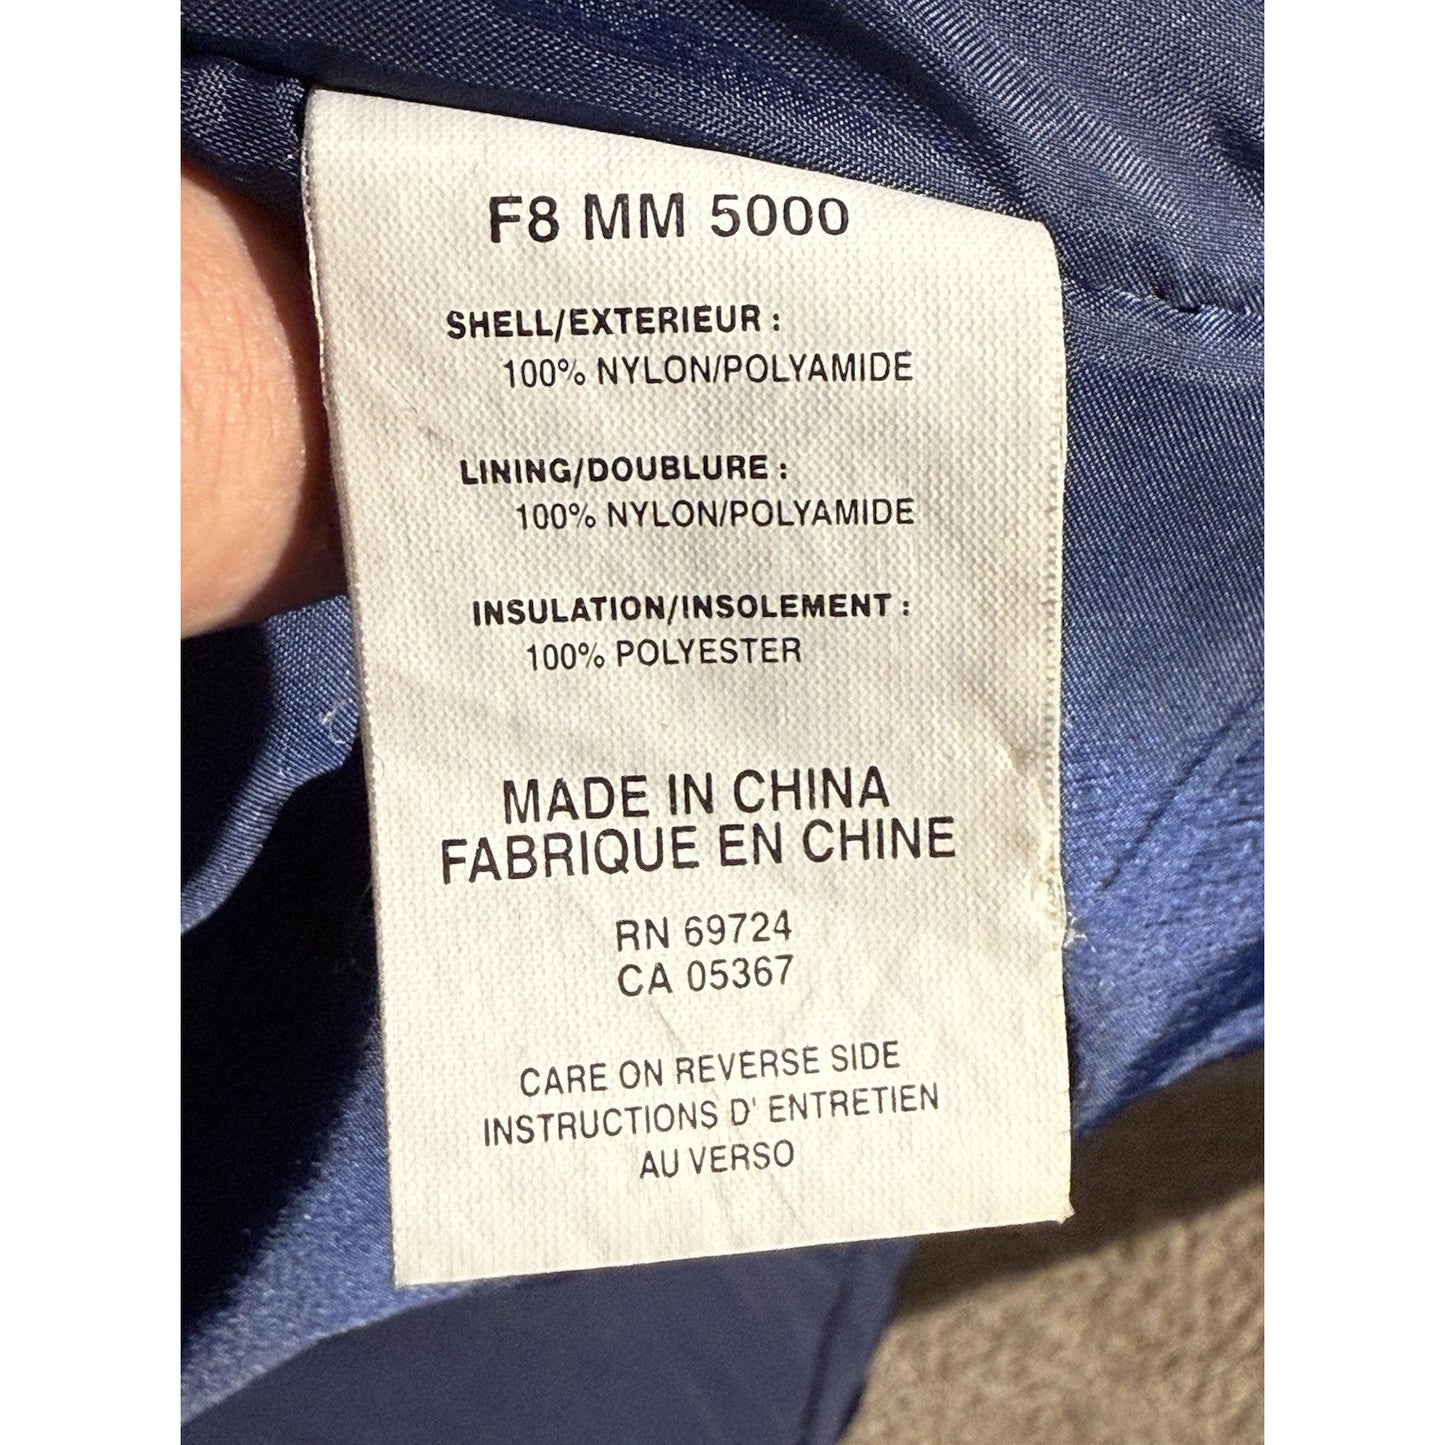 F8 MM 5000
SHELL/EXTERIEUR :
100% NYLON/POLYAMIDE
LINING/DOUBLURE :
100% NYLON/POLYAMIDE
INSULATION/INSOLEMENT :
100% POLYESTER
MADE IN CHINA
FABRIQUE EN CHINE
RN 69724
CA 05367
CARE ON REVERSE SIDE
INSTRUCTIONS D' ENTRETIEN
AU VERSO